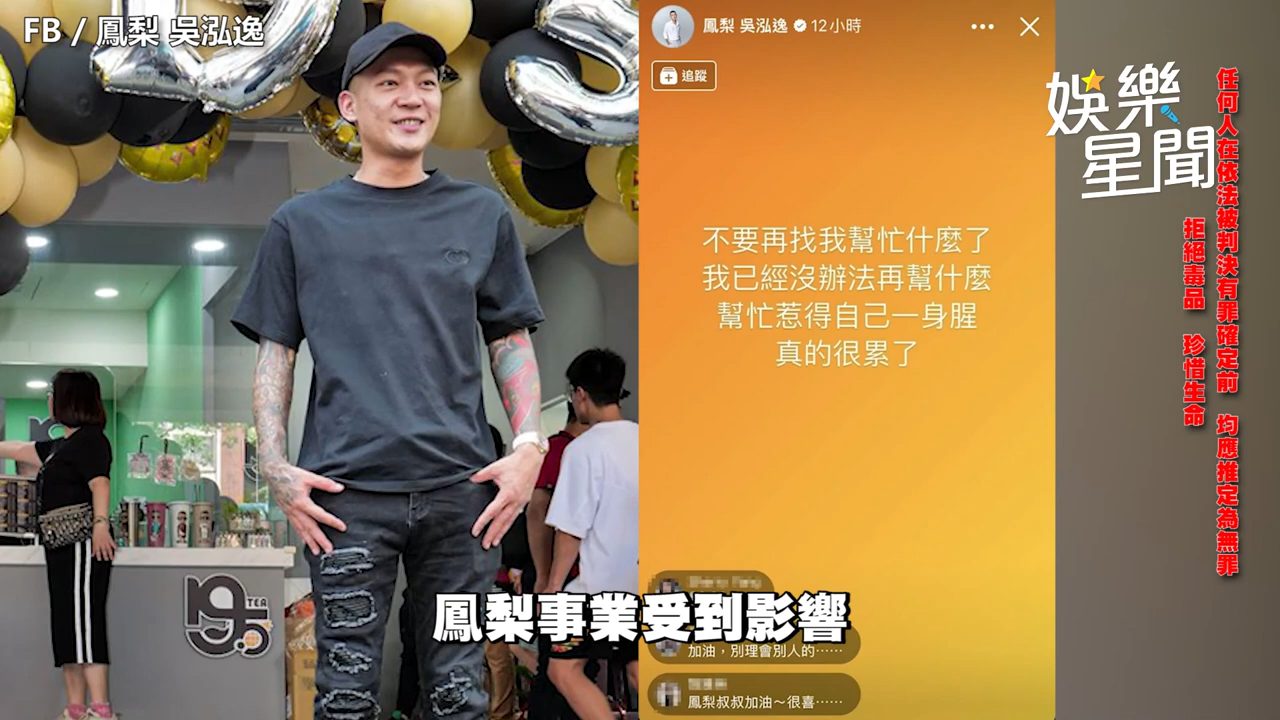 FB / 鳳梨 吳泓逸
鳳梨 吳泓逸 12小時
追蹤
娛樂
星聞
任何人在依法被判決有罪確定前 均應推定為無罪
拒絕毒品 珍惜生命
不要再找我幫忙什麼了
我已經沒辦法再幫什麼
幫忙惹得自己一身腥
真的很累了
19.5
TEA
鳳梨事業受到影響
加油，別理會別人的……
鳳梨叔叔加油～很喜……